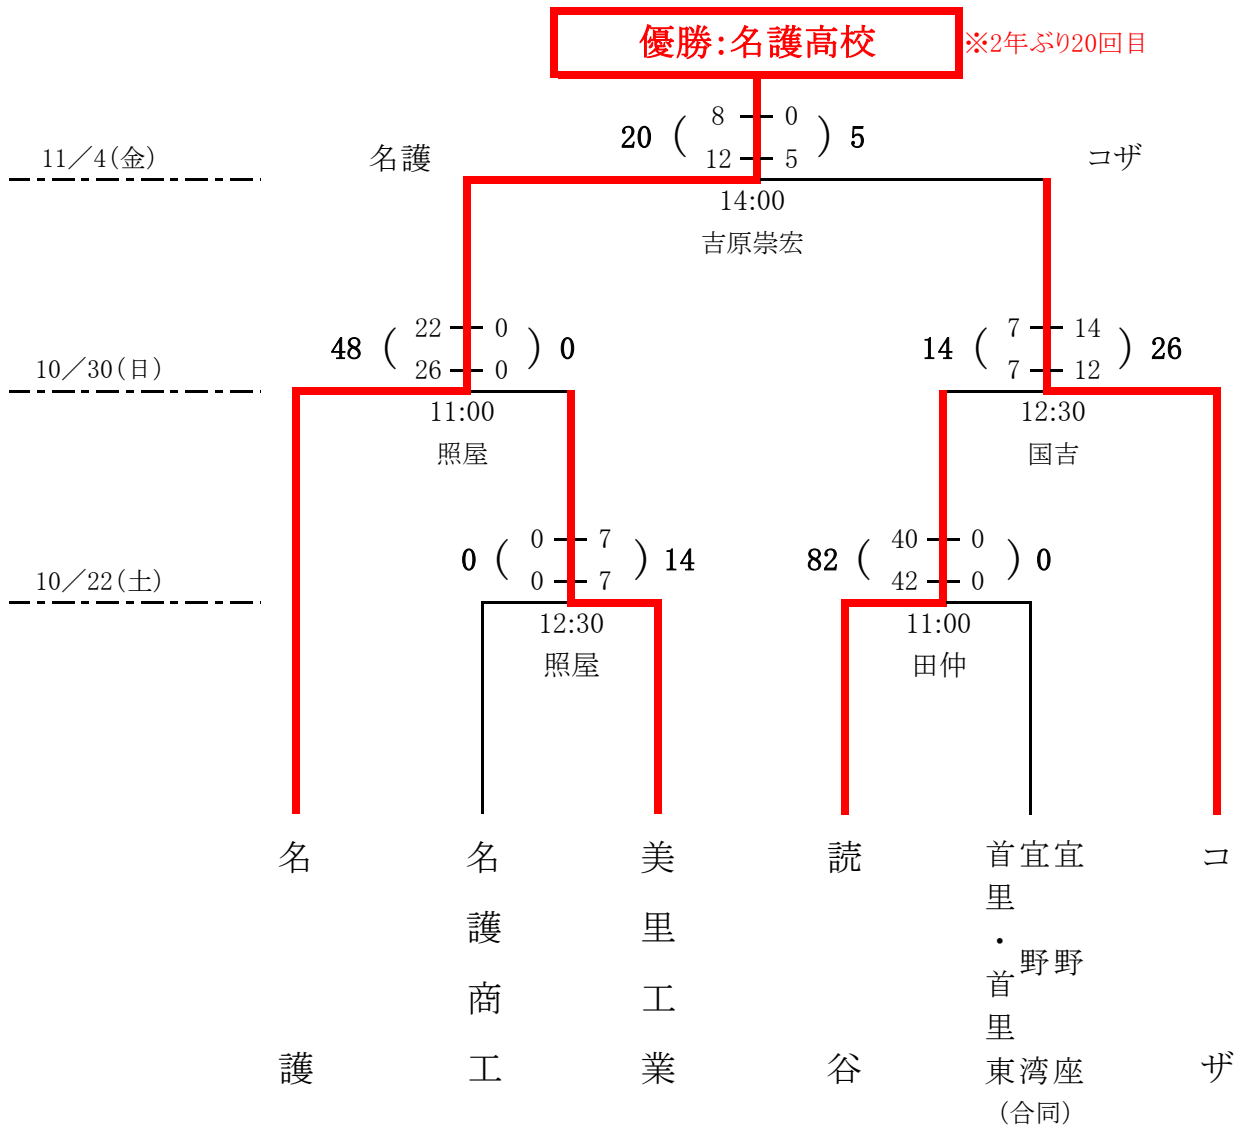 優勝：名護高校
※2年ぶり20回目
20 ( 8 0 ) 5
12 5
11／4(金)
名護
コザ
14:00
吉原崇宏
48 ( 22 0 ) 0
26 0
14 ( 7 14 ) 26
7 12
10／30(日)
11:00
照屋
12:30
国吉
0 ( 0 7 ) 14
0 7
82 ( 40 0 ) 0
42 0
10／22(土)
12:30
照屋
11:00
田仲
名護
名護商工
美里工業
読谷
宜野座
宜野湾
首里・首里東
(合同)
コザ